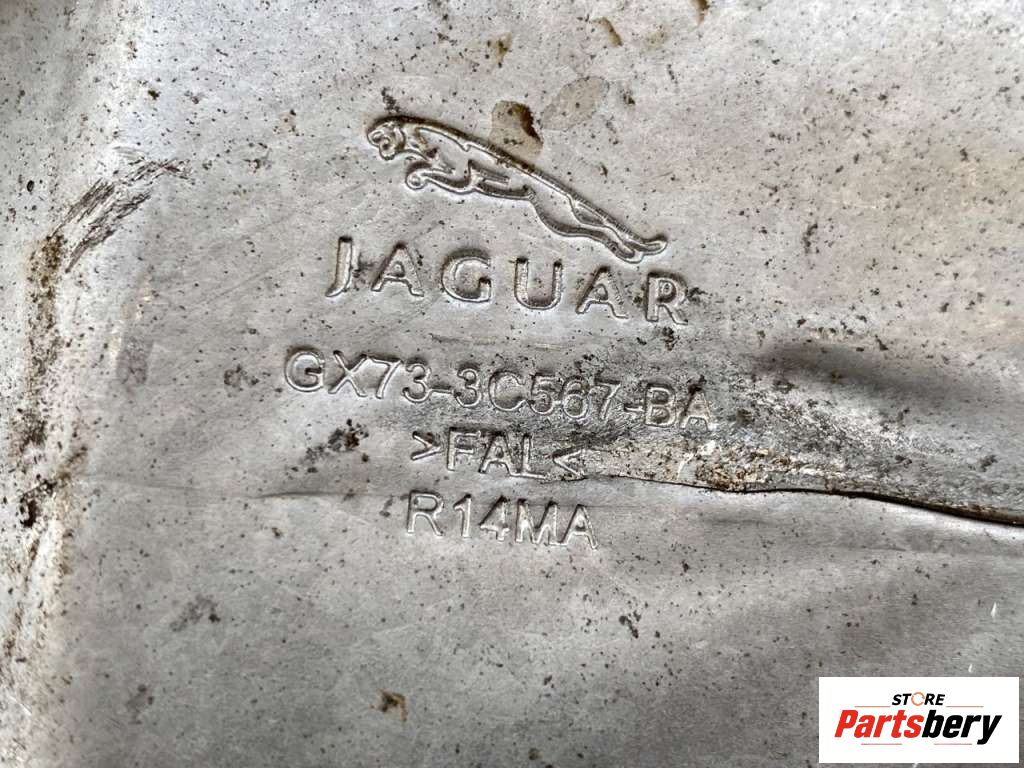 JAGUAR
GX73-3C567-BA
>FAL<
R14MA
STORE
Partsbery